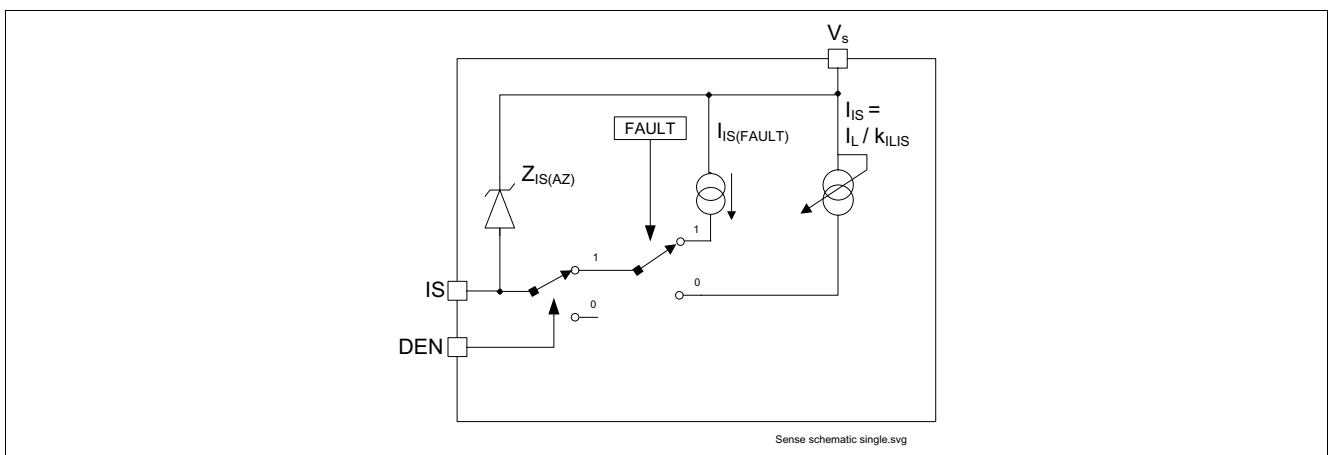 Vs
IIS =
IL / kILIS
FAULT
IIS(FAULT)
ZIS(AZ)
1
1
0
0
IS
DEN
Sense schematic single.svg